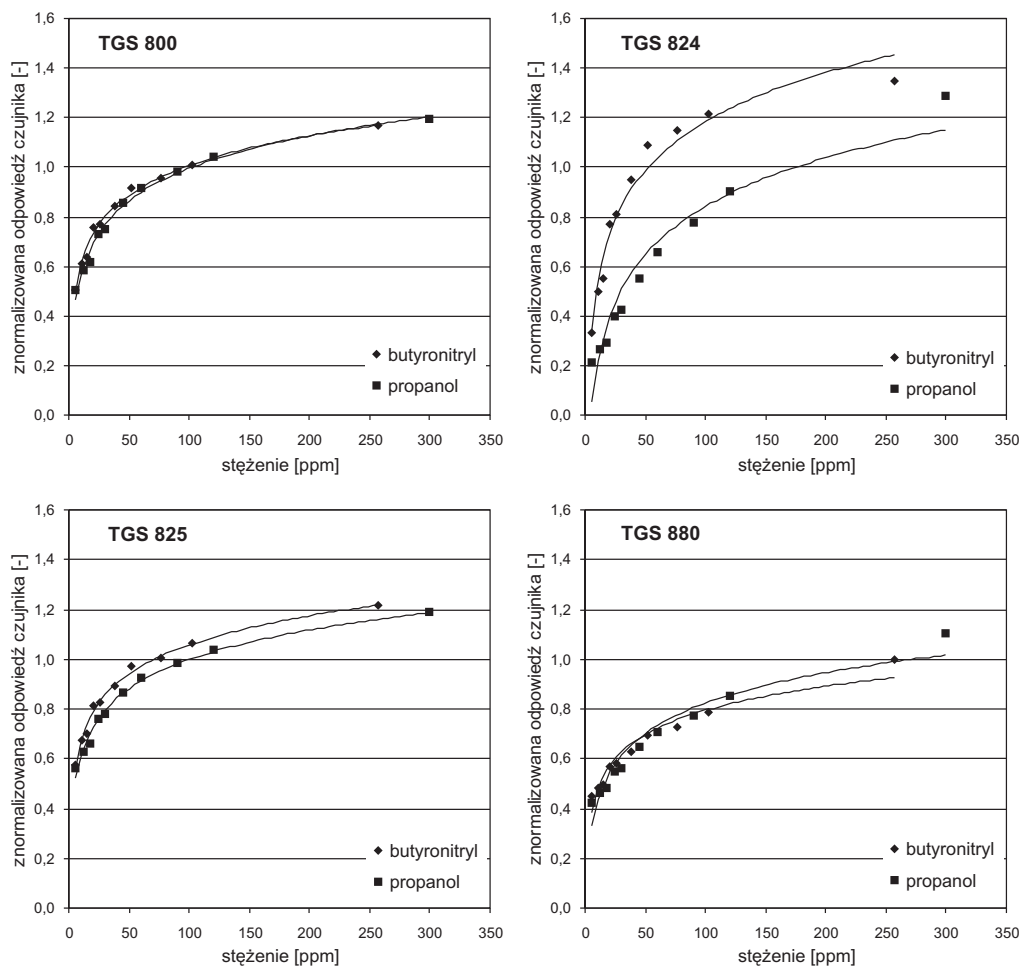 TGS 800
znormalizowana odpowiedź czujnika [-]
1,6
1,4
1,2
1,0
0,8
0,6
0,4
0,2
0,0
butyronitryl
propanol
0 50 100 150 200 250 300 350
stężenie [ppm]
TGS 824
znormalizowana odpowiedź czujnika [-]
1,6
1,4
1,2
1,0
0,8
0,6
0,4
0,2
0,0
butyronitryl
propanol
0 50 100 150 200 250 300 350
stężenie [ppm]
TGS 825
znormalizowana odpowiedź czujnika [-]
1,6
1,4
1,2
1,0
0,8
0,6
0,4
0,2
0,0
butyronitryl
propanol
0 50 100 150 200 250 300 350
stężenie [ppm]
TGS 880
znormalizowana odpowiedź czujnika [-]
1,6
1,4
1,2
1,0
0,8
0,6
0,4
0,2
0,0
butyronitryl
propanol
0 50 100 150 200 250 300 350
stężenie [ppm]